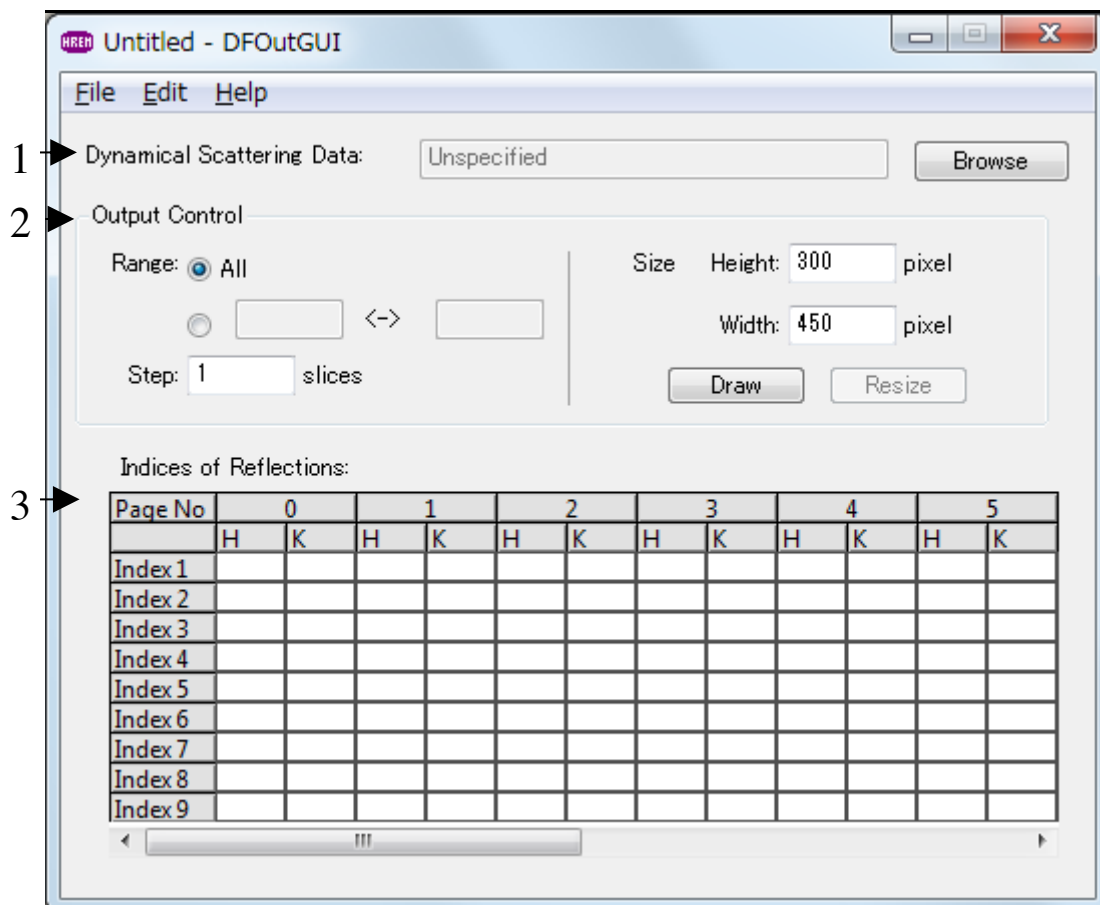 HREM Untitled - DFOutGUI
File Edit Help
1 Dynamical Scattering Data: Unspecified Browse
2 Output Control
Range: All Size Height: 300 pixel
<-> Width: 450 pixel
Step: 1 slices Draw Resize
Indices of Reflections:
3
Page No 0 1 2 3 4 5
H K H K H K H K H K H K
Index 1
Index 2
Index 3
Index 4
Index 5
Index 6
Index 7
Index 8
Index 9